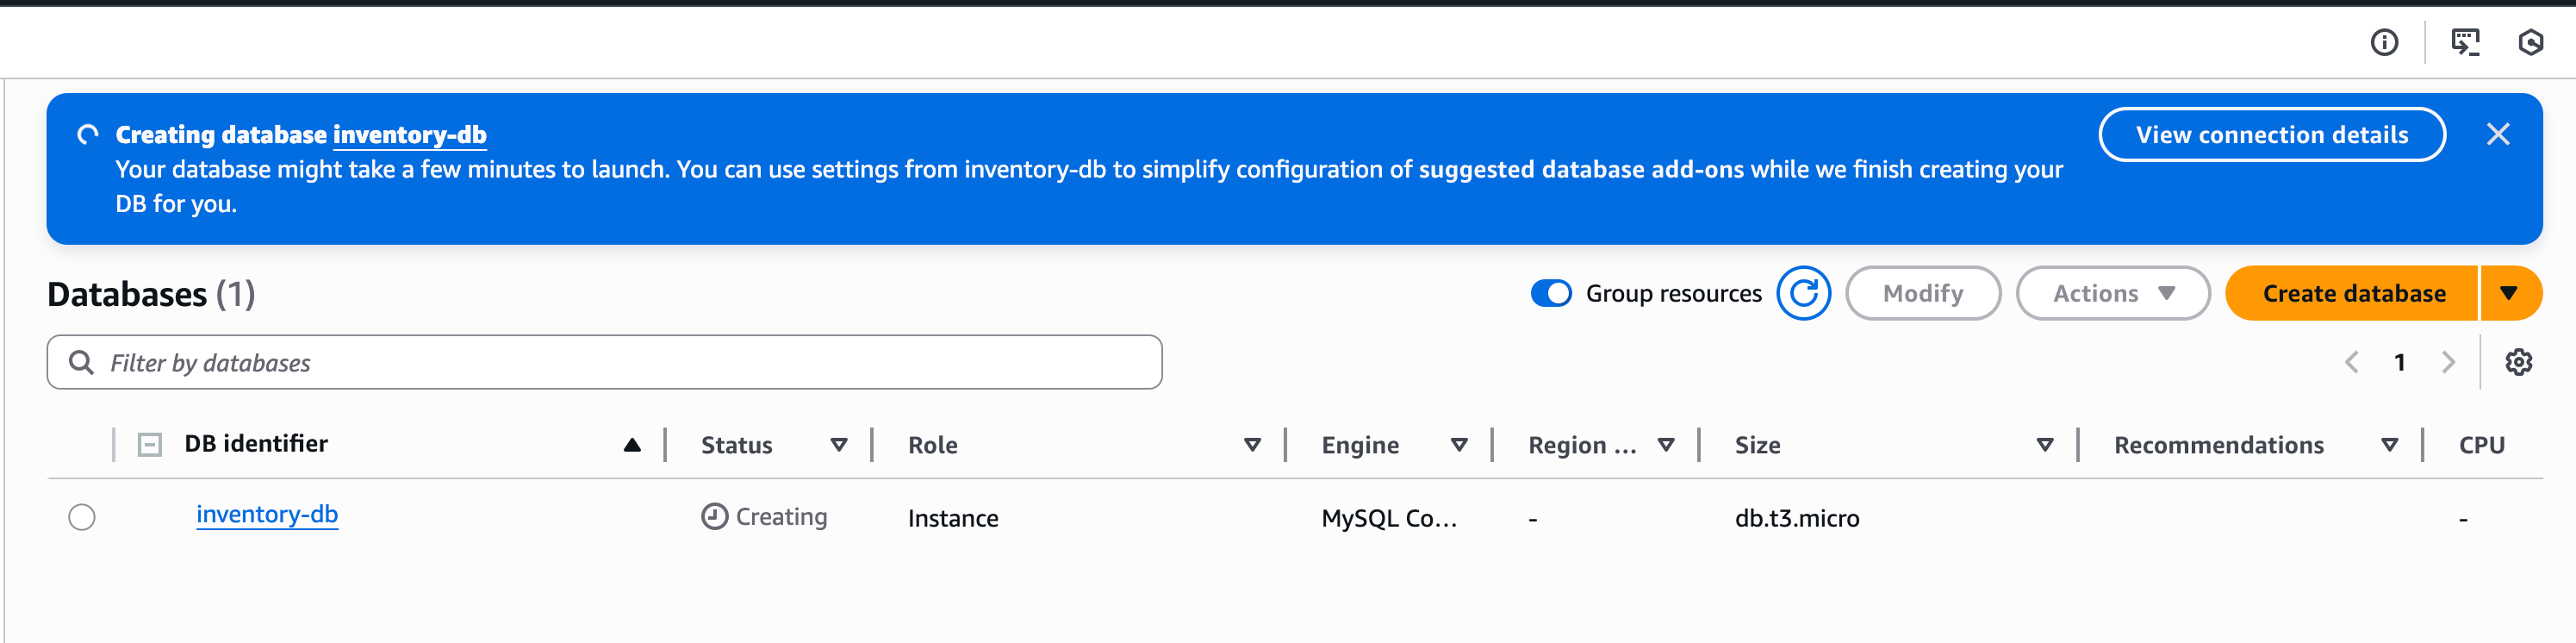 Creating database inventory-db
View connection details
Your database might take a few minutes to launch. You can use settings from inventory-db to simplify configuration of suggested database add-ons while we finish creating your
DB for you.
Databases (1)
Group resources
Modify
Actions
Create database
Filter by databases
1
DB identifier
Status
Role
Engine
Region ...
Size
Recommendations
CPU
inventory-db
Creating
Instance
MySQL Co...
-
db.t3.micro
-